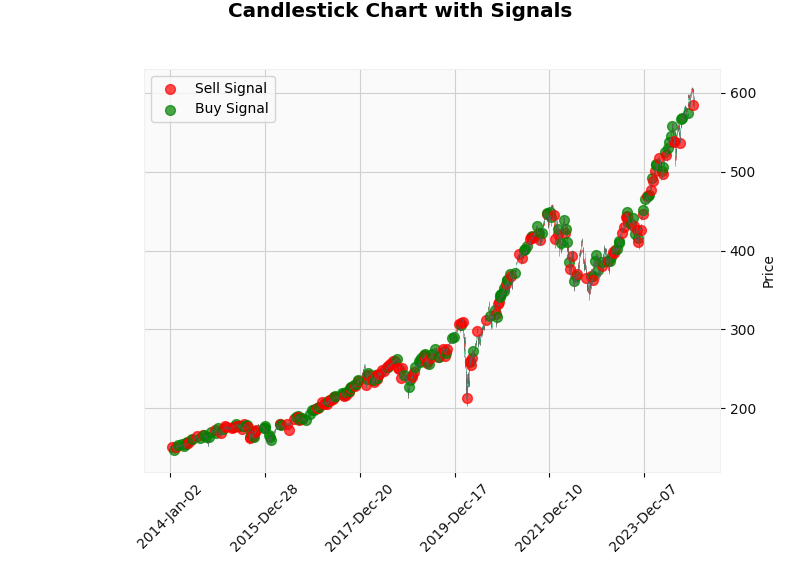 Candlestick Chart with Signals
Sell Signal
Buy Signal
600
500
400
300
200
Price
2014-Jan-02
2015-Dec-28
2017-Dec-20
2019-Dec-17
2021-Dec-10
2023-Dec-07